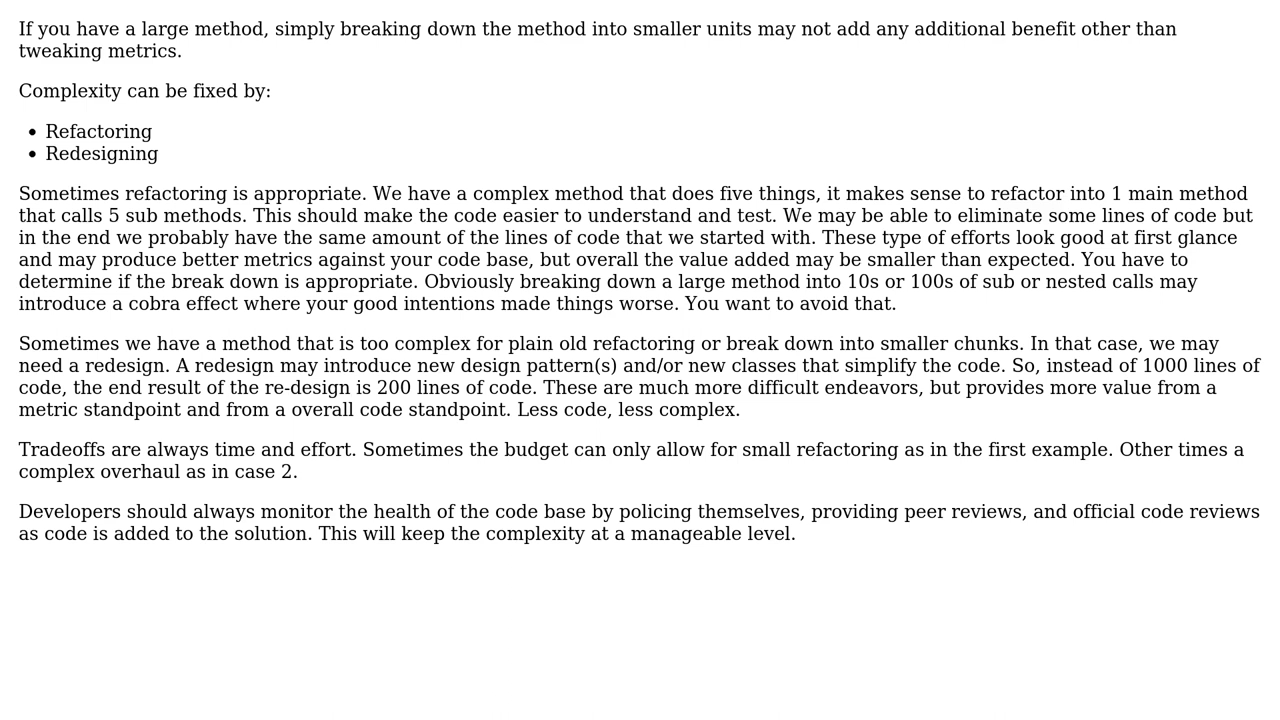 If you have a large method, simply breaking down the method into smaller units may not add any additional benefit other than
tweaking metrics.
Complexity can be fixed by:
• Refactoring
• Redesigning
Sometimes refactoring is appropriate. We have a complex method that does five things, it makes sense to refactor into 1 main method
that calls 5 sub methods. This should make the code easier to understand and test. We may be able to eliminate some lines of code but
in the end we probably have the same amount of the lines of code that we started with. These type of efforts look good at first glance
and may produce better metrics against your code base, but overall the value added may be smaller than expected. You have to
determine if the break down is appropriate. Obviously breaking down a large method into 10s or 100s of sub or nested calls may
introduce a cobra effect where your good intentions made things worse. You want to avoid that.
Sometimes we have a method that is too complex for plain old refactoring or break down into smaller chunks. In that case, we may
need a redesign. A redesign may introduce new design pattern(s) and/or new classes that simplify the code. So, instead of 1000 lines of
code, the end result of the re-design is 200 lines of code. These are much more difficult endeavors, but provides more value from a
metric standpoint and from a overall code standpoint. Less code, less complex.
Tradeoffs are always time and effort. Sometimes the budget can only allow for small refactoring as in the first example. Other times a
complex overhaul as in case 2.
Developers should always monitor the health of the code base by policing themselves, providing peer reviews, and official code reviews
as code is added to the solution. This will keep the complexity at a manageable level.